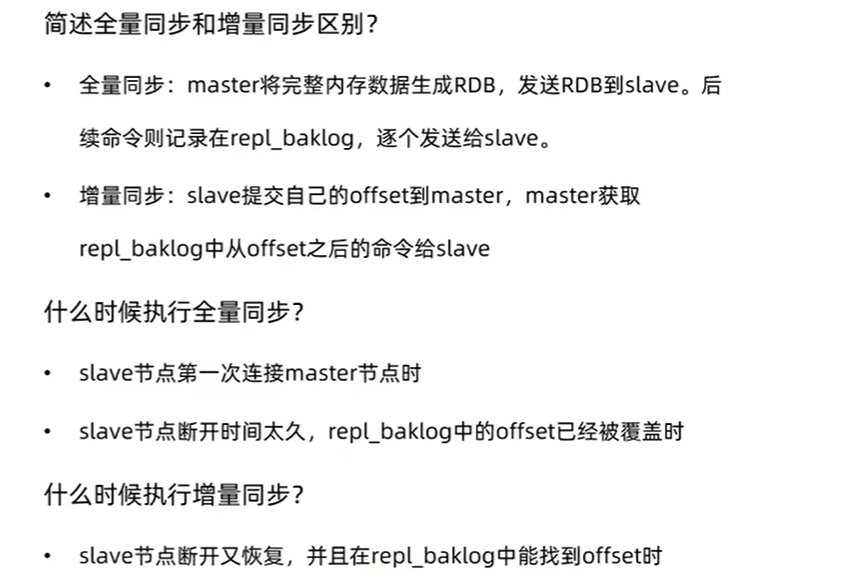 简述全量同步和增量同步区别？
• 全量同步：master将完整内存数据生成RDB，发送RDB到slave。后
续命令则记录在repl_baklog，逐个发送给slave。
• 增量同步：slave提交自己的offset到master，master获取
repl_baklog中从offset之后的命令给slave
什么时候执行全量同步？
• slave节点第一次连接master节点时
• slave节点断开时间太久，repl_baklog中的offset已经被覆盖时
什么时候执行增量同步？
• slave节点断开又恢复，并且在repl_baklog中能找到offset时